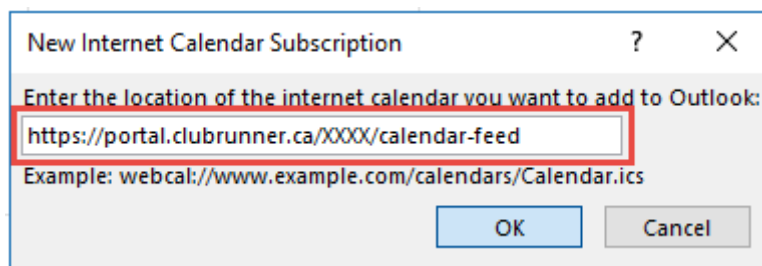 New Internet Calendar Subscription ? ×
Enter the location of the internet calendar you want to add to Outlook:
https://portal.clubrunner.ca/XXXX/calendar-feed
Example: webcal://www.example.com/calendars/Calendar.ics
OK Cancel